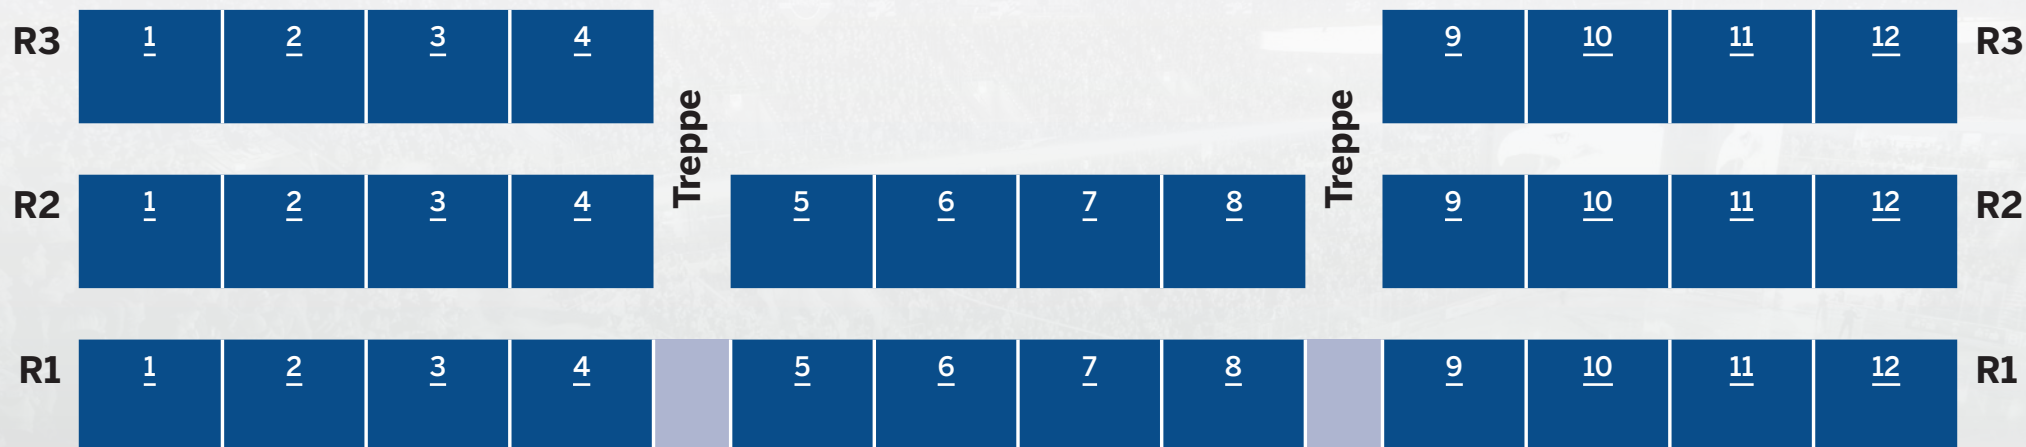 R3 1 2 3 4 9 10 11 12 R3
Treppe Treppe
R2 1 2 3 4 5 6 7 8 9 10 11 12 R2
R1 1 2 3 4 5 6 7 8 9 10 11 12 R1